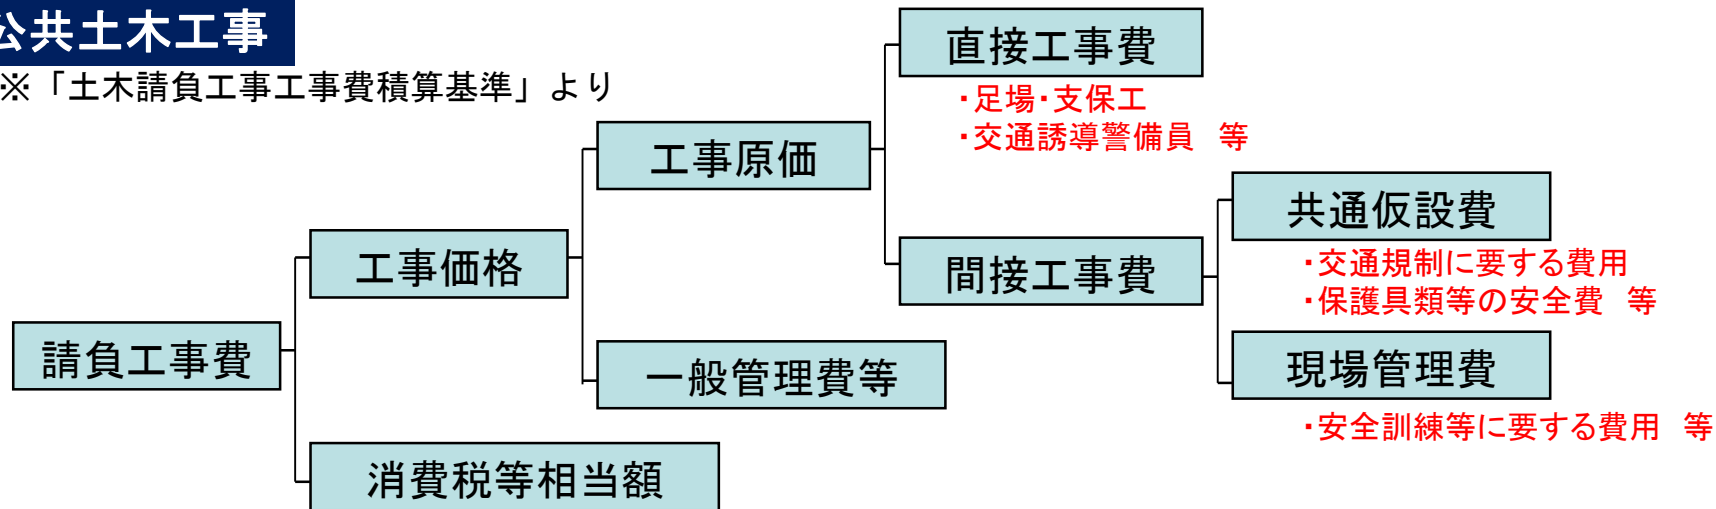 公共土木工事
※「土木請負工事工事費積算基準」より
直接工事費
・足場・支保工
・交通誘導警備員　等
工事原価
共通仮設費
・交通規制に要する費用
・保護具類等の安全費　等
工事価格
間接工事費
請負工事費
一般管理費等
現場管理費
・安全訓練等に要する費用　等
消費税等相当額